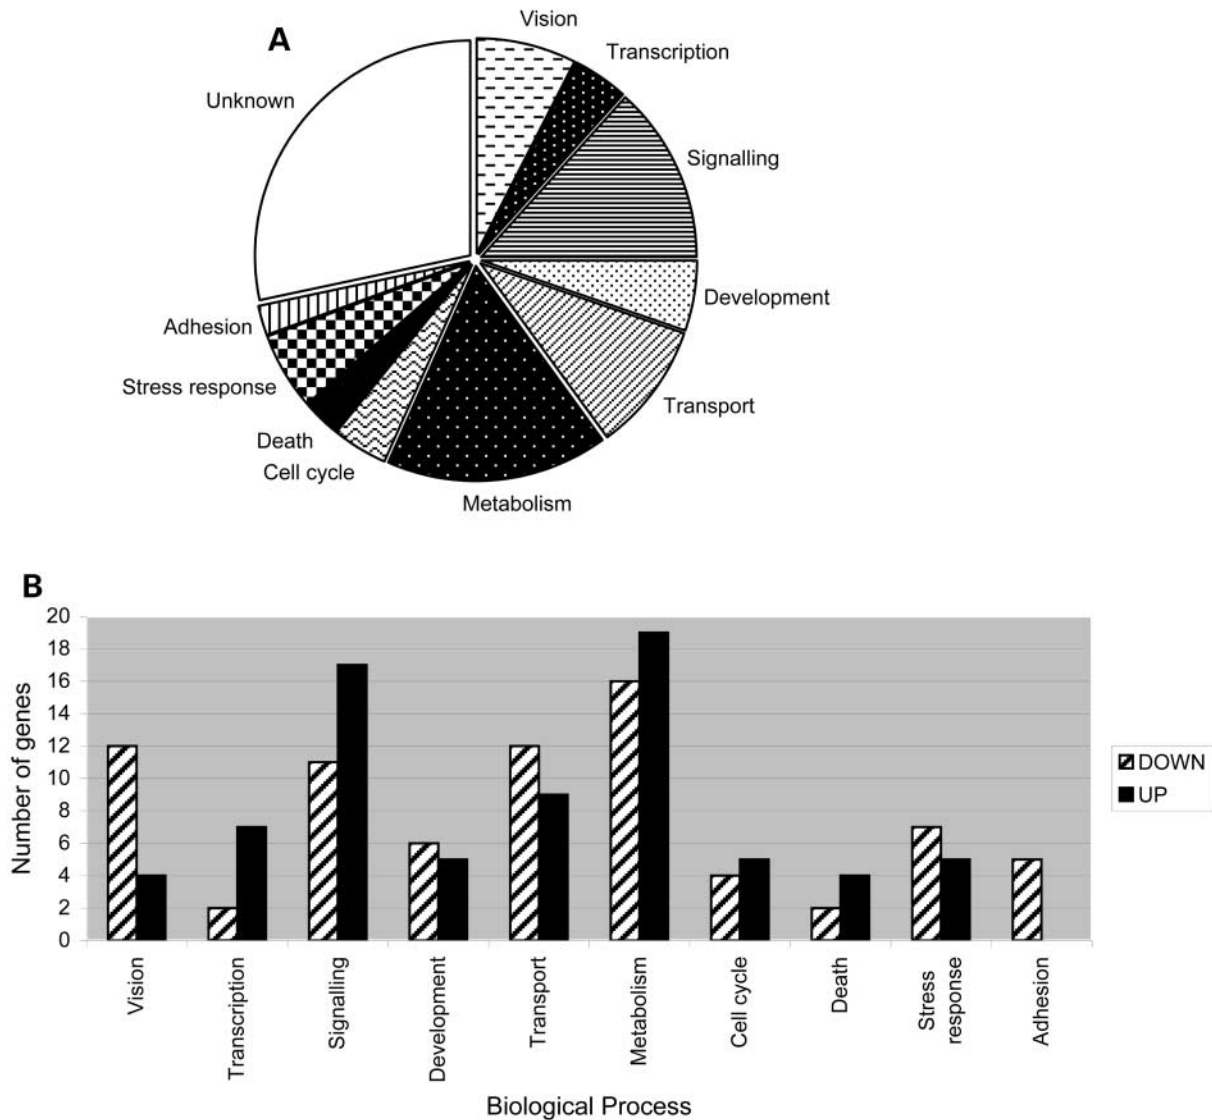 A
Vision
Transcription
Unknown
Signalling
Development
Adhesion
Stress response
Transport
Death
Cell cycle
Metabolism
B
20
18
16
14
12
10
8
6
4
2
0
Number of genes
DOWN
UP
Vision
Transcription
Signalling
Development
Transport
Metabolism
Cell cycle
Death
Stress
response
Adhesion
Biological Process